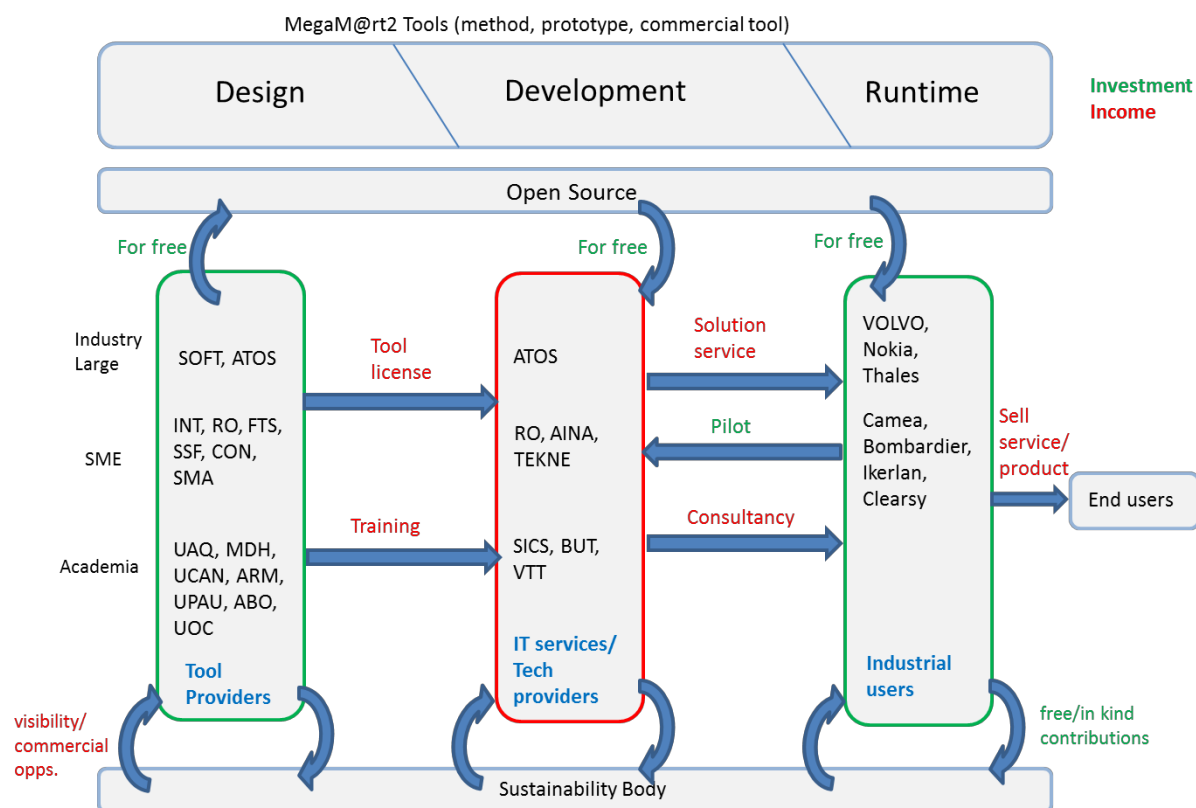 MegaM@rt2 Tools (method, prototype, commercial tool)
Design
Development
Runtime
Investment
Income
Open Source
For free
For free
For free
Industry
Large
SOFT, ATOS
Tool
license
ATOS
Solution
service
VOLVO,
Nokia,
Thales
SME
INT, RO, FTS,
SSF, CON,
SMA
RO, AINA,
TEKNE
Pilot
Camea,
Bombardier,
Ikerlan,
Clearsy
Sell
service/
product
End users
Academia
UAQ, MDH,
UCAN, ARM,
UPAU, ABO,
UOC
Training
SICS, BUT,
VTT
Consultancy
Tool
Providers
IT services/
Tech
providers
Industrial
users
visibility/
commercial
opps.
free/in kind
contributions
Sustainability Body